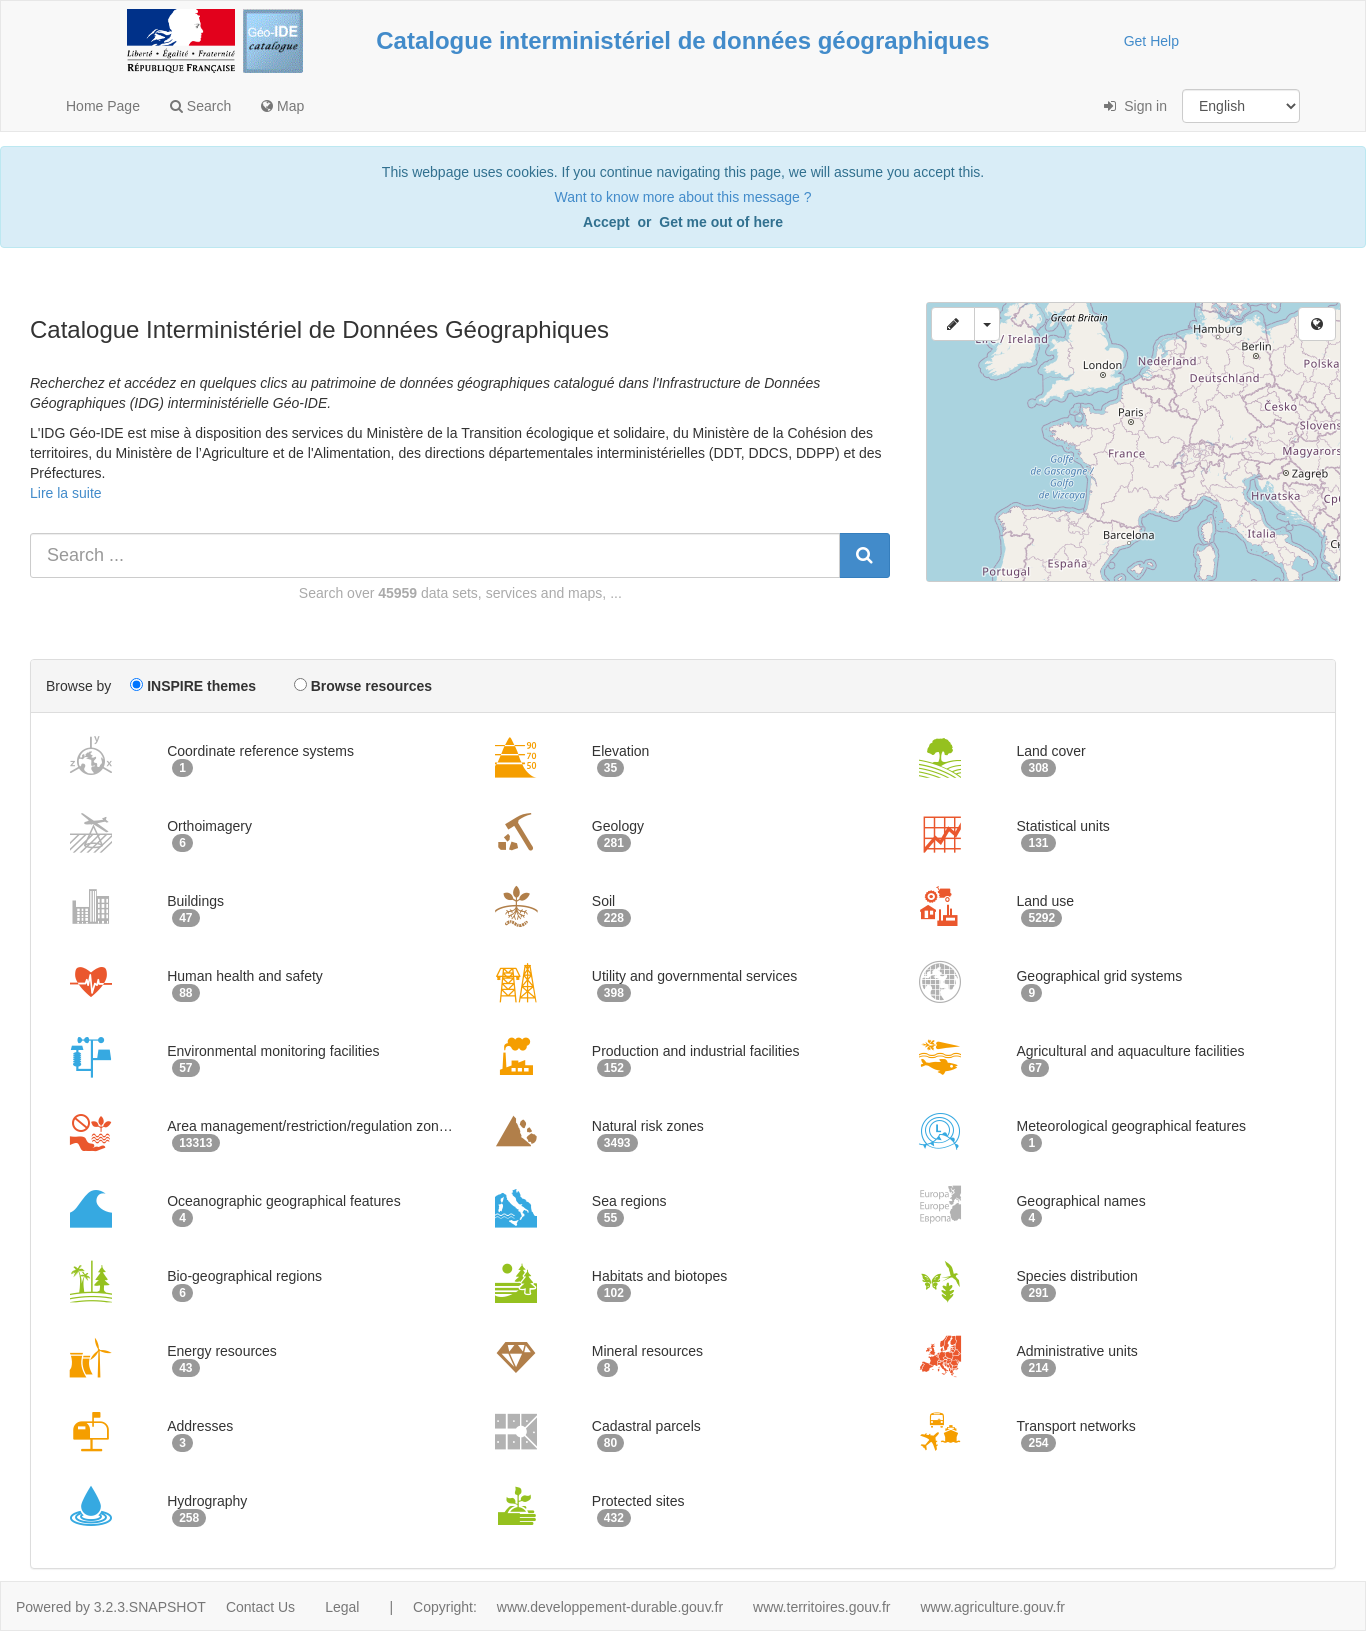 Liberté • Égalité • Fraternité
RÉPUBLIQUE FRANÇAISE
Géo-IDE
catalogue
Catalogue interministériel de données géographiques
Get Help
Home Page
Search
Map
Sign in
English
This webpage uses cookies. If you continue navigating this page, we will assume you accept this.
Want to know more about this message ?
Accept or Get me out of here
Catalogue Interministériel de Données Géographiques
Recherchez et accédez en quelques clics au patrimoine de données géographiques catalogué dans l'Infrastructure de Données
Géographiques (IDG) interministérielle Géo-IDE.
L'IDG Géo-IDE est mise à disposition des services du Ministère de la Transition écologique et solidaire, du Ministère de la Cohésion des
territoires, du Ministère de l'Agriculture et de l'Alimentation, des directions départementales interministérielles (DDT, DDCS, DDPP) et des
Préfectures.
Lire la suite
Search ...
Search over 45959 data sets, services and maps, ...
Great Britain
/ Ireland
Hamburg
Berlin
London
Nederland
Polska
Deutschland
Paris
Česko
Slovens
France
Magyarors
Golfe
de Gascogne /
Golfo
de Vizcaya
Zagreb
Hrvatska
Срп
Barcelona
Italia
España
Portugal
Browse by
INSPIRE themes
Browse resources
y
z
x
Coordinate reference systems
1
90
70
50
Elevation
35
Land cover
308
Orthoimagery
6
Geology
281
Statistical units
131
Buildings
47
Soil
228
Land use
5292
Human health and safety
88
Utility and governmental services
398
Geographical grid systems
9
Environmental monitoring facilities
57
Production and industrial facilities
152
Agricultural and aquaculture facilities
67
Area management/restriction/regulation zon…
13313
Natural risk zones
3493
L
Meteorological geographical features
1
Oceanographic geographical features
4
Sea regions
55
Europa
Europe
Европа
Geographical names
4
Bio-geographical regions
6
Habitats and biotopes
102
Species distribution
291
Energy resources
43
Mineral resources
8
Administrative units
214
Addresses
3
Cadastral parcels
80
Transport networks
254
Hydrography
258
Protected sites
432
Powered by 3.2.3.SNAPSHOT
Contact Us
Legal
|
Copyright:
www.developpement-durable.gouv.fr
www.territoires.gouv.fr
www.agriculture.gouv.fr